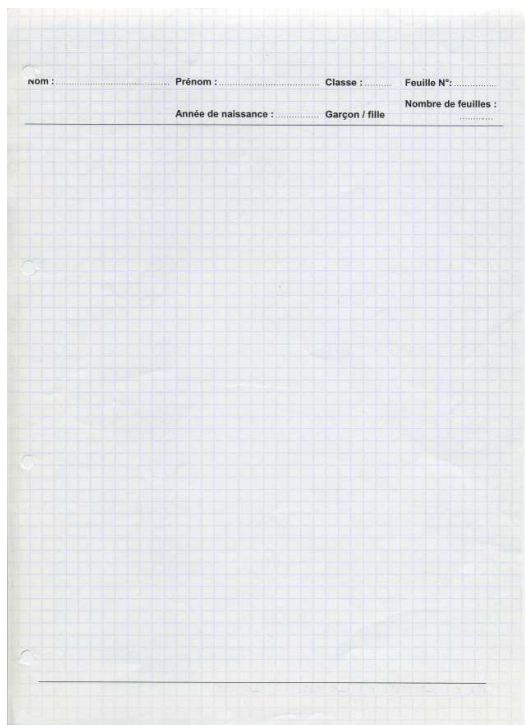 Nom : .............................. Prénom : .............................. Classe : ......... Feuille N°: .............
Nombre de feuilles :
Année de naissance : ............. Garçon / fille ............